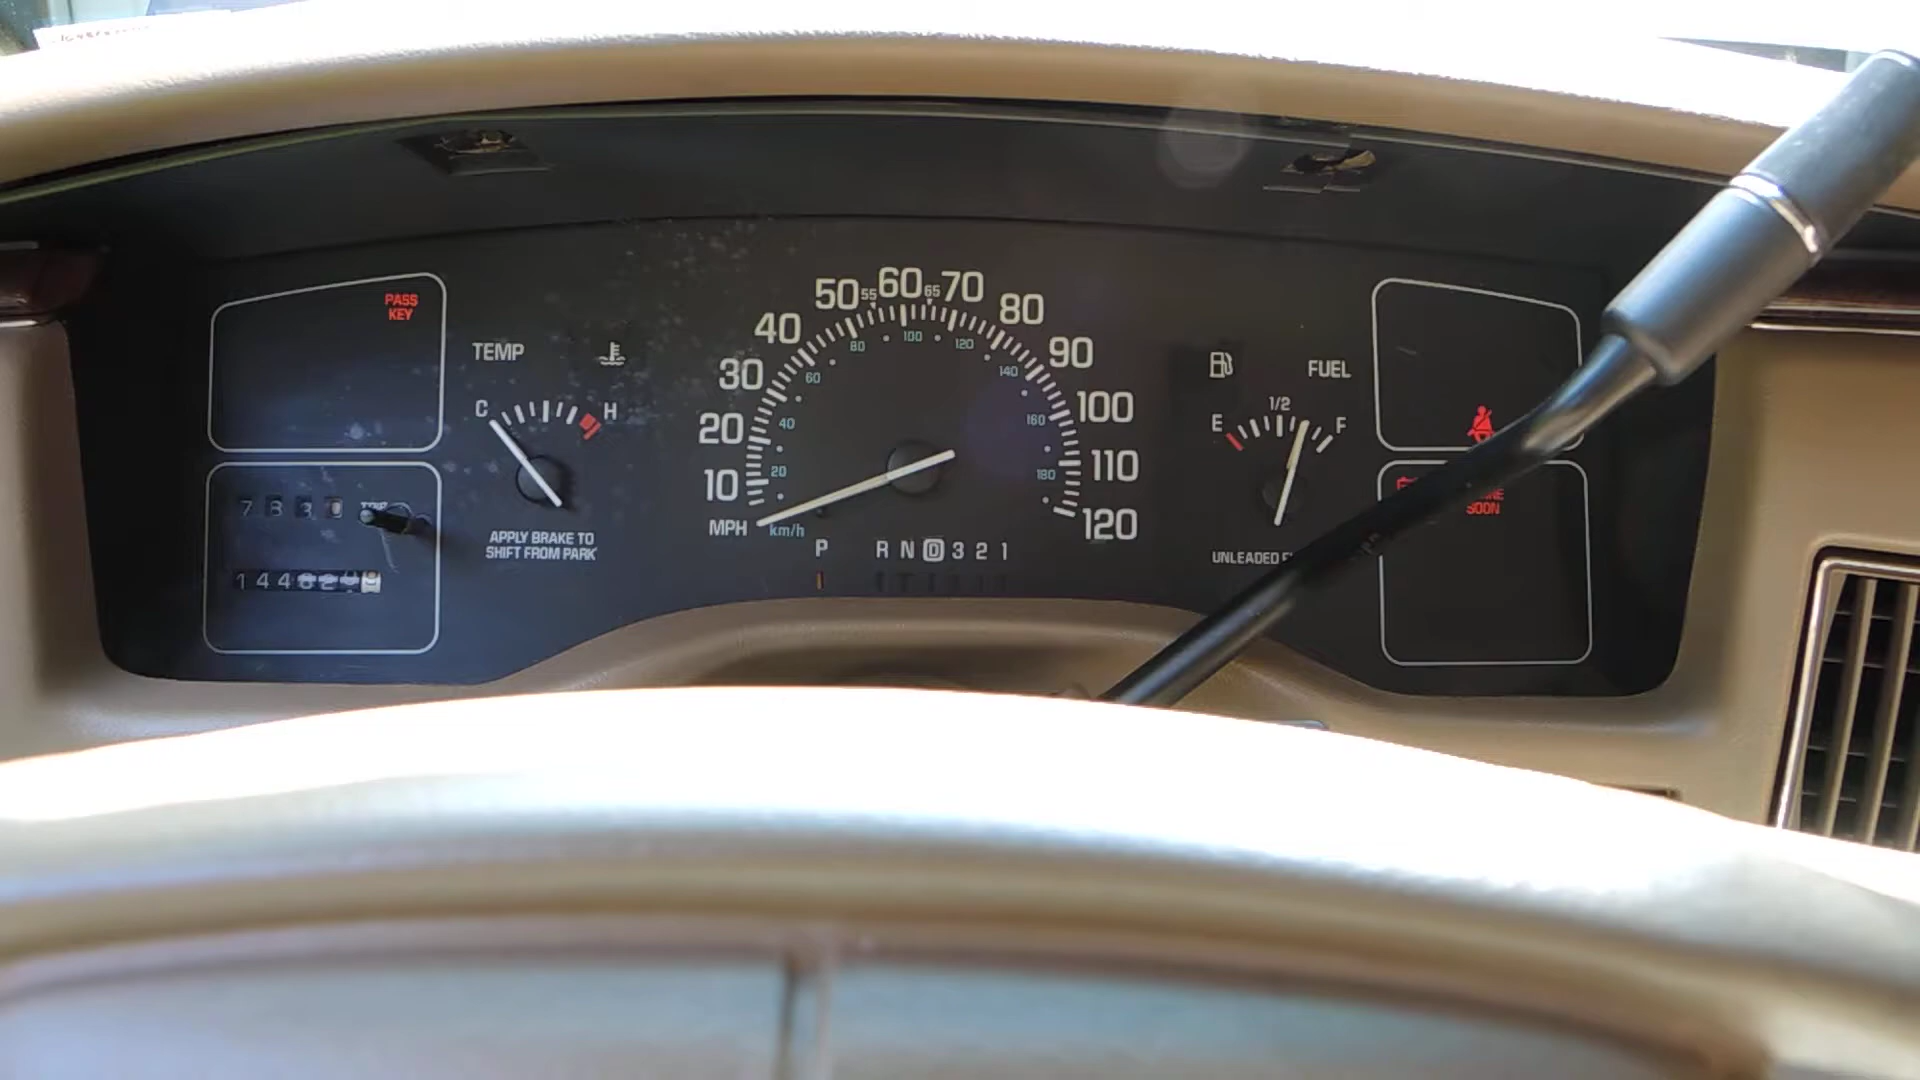 PASS
KEY
TEMP
C
H
APPLY BRAKE TO
SHIFT FROM PARK
TRIP
10
20
30
40
50
55
60
65
70
80
90
100
110
120
20
40
60
80
100
120
140
160
180
MPH
km/h
P R N D 3 2 1
FUEL
E
1/2
F
UNLEADED
SOON